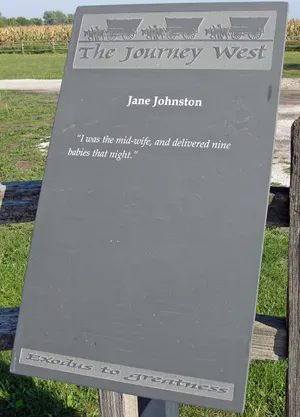 The Journey West
Jane Johnston
"I was the mid-wife, and delivered nine
babies that night."
Exodus to Greatness